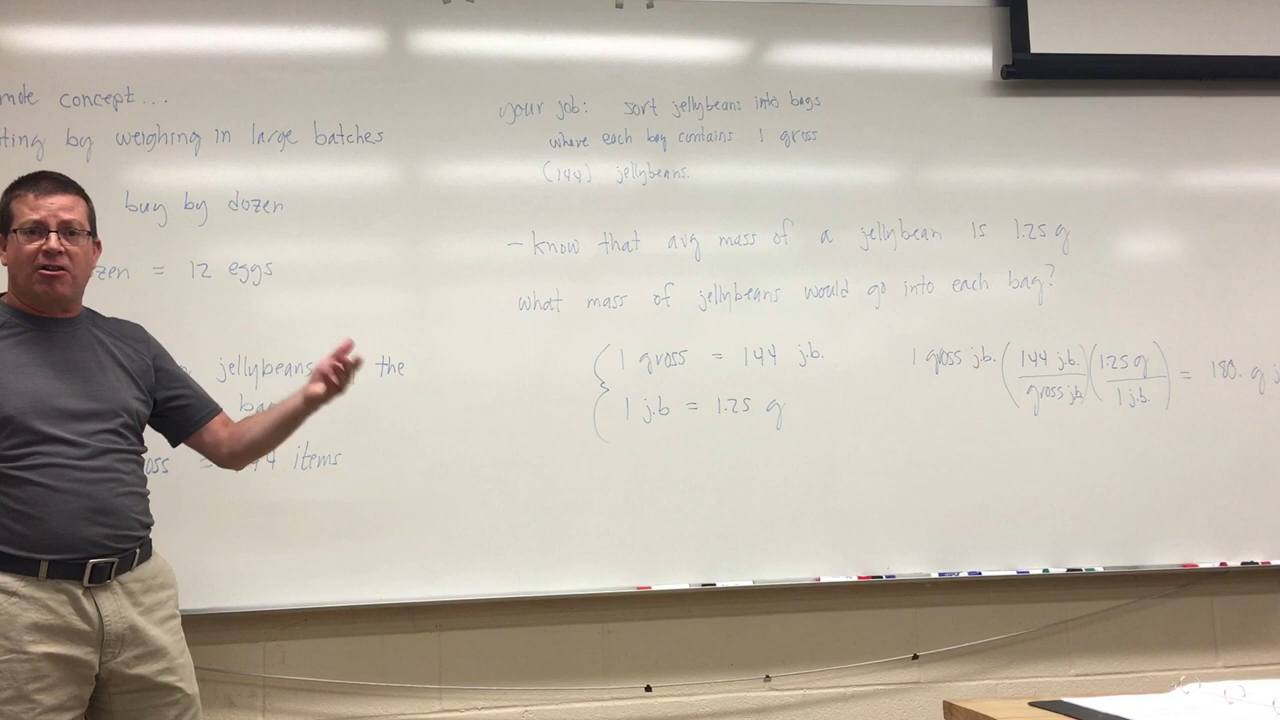 mole concept...
ting by weighing in large batches
buy by dozen
zen = 12 eggs
jellybeans the
ba
oss = 44 items
your job: sort jellybeans into bags
where each bag contains 1 gross
(144) jellybeans.
- know that avg mass of a jellybean is 1.25 g
what mass of jellybeans would go into each bag?
1 gross = 144 j.b.
1 j.b = 1.25 g
1 gross j.b. (144 j.b. / gross j.b.) (1.25 g / 1 j.b.) = 180. g j